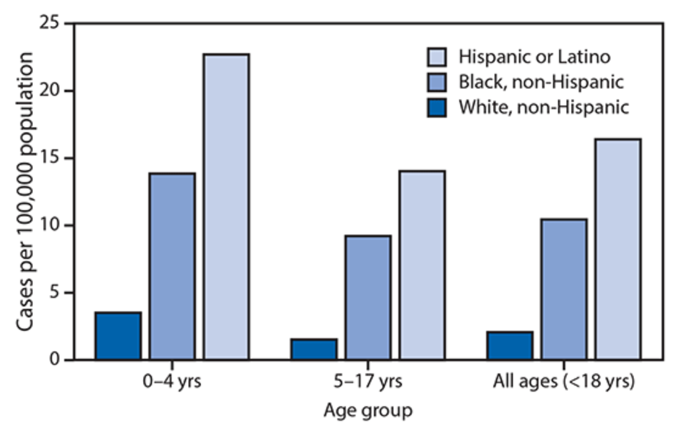 Cases per 100,000 population
25
20
15
10
5
0
Hispanic or Latino
Black, non-Hispanic
White, non-Hispanic
0–4 yrs
5–17 yrs
All ages (<18 yrs)
Age group